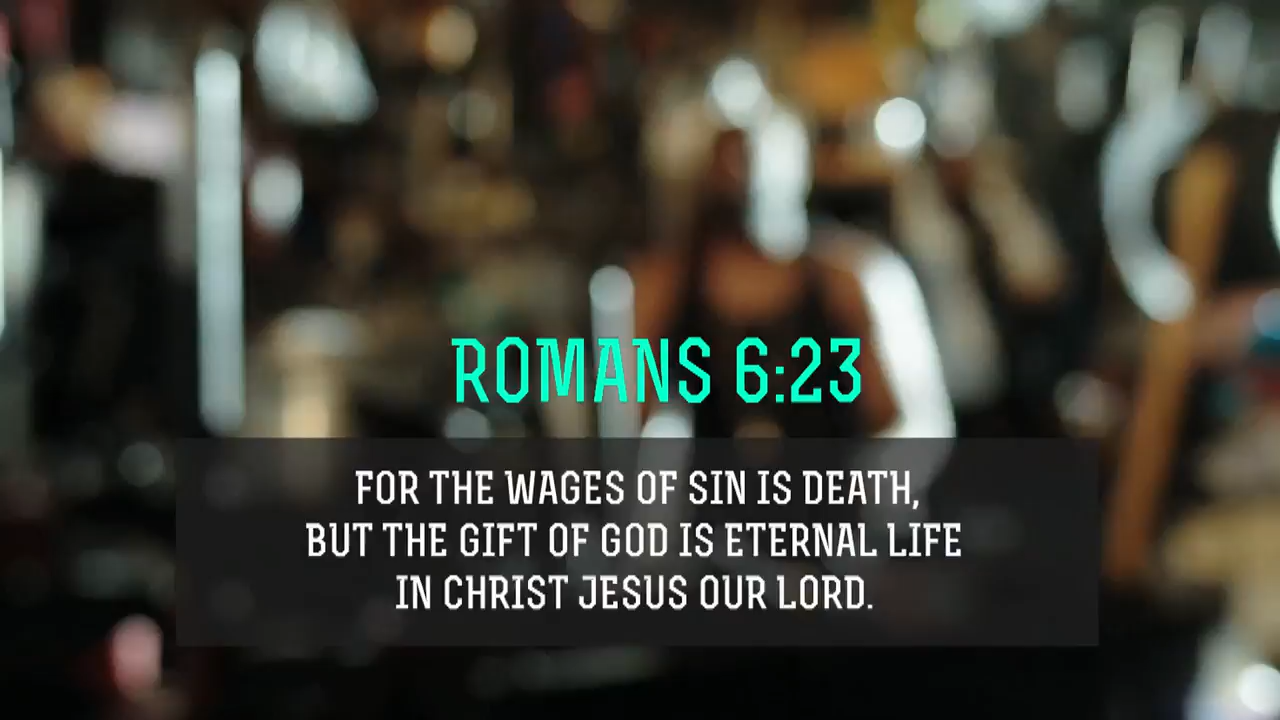 ROMANS 6:23
FOR THE WAGES OF SIN IS DEATH,
BUT THE GIFT OF GOD IS ETERNAL LIFE
IN CHRIST JESUS OUR LORD.